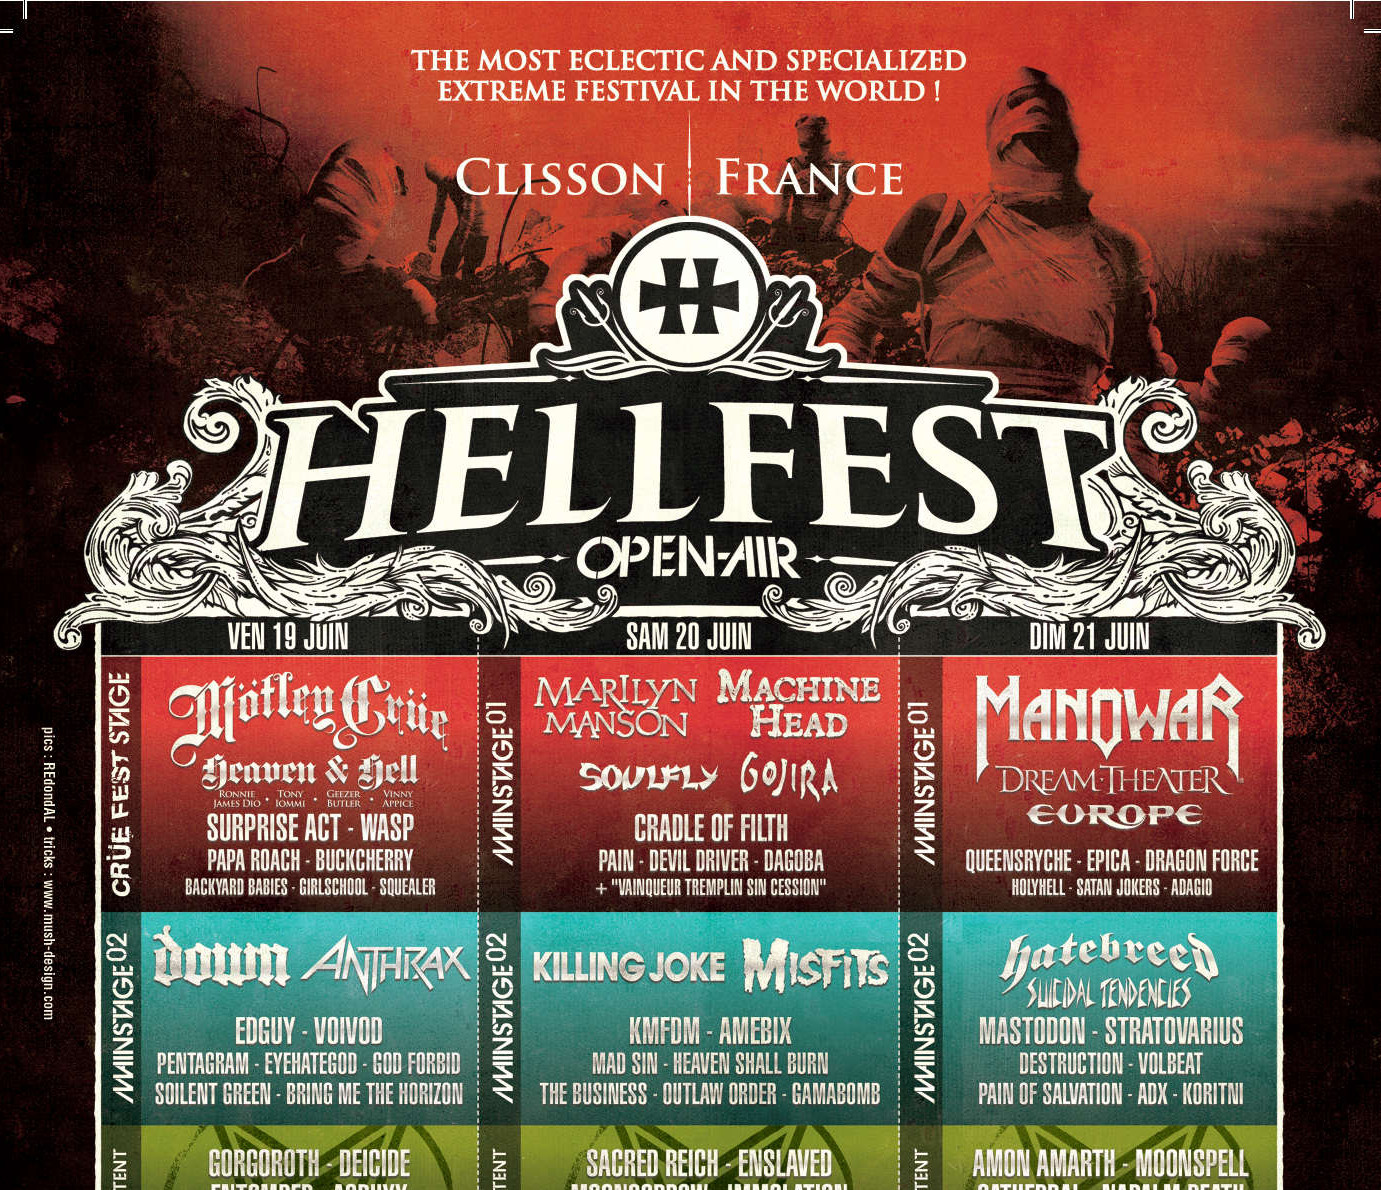 THE MOST ECLECTIC AND SPECIALIZED
EXTREME FESTIVAL IN THE WORLD !
CLISSON FRANCE
H
HELLFEST
OPEN-AIR
VEN 19 JUIN
CRÜE FEST STAGE
Mötley Crüe
Heaven & Hell
RONNIE JAMES DIO • TONY IOMMI • GEEZER BUTLER • VINNY APPICE
SURPRISE ACT - WASP
PAPA ROACH - BUCKCHERRY
BACKYARD BABIES - GIRLSCHOOL - SQUEALER
MAINSTAGE 02
down ANTHRAX
EDGUY - VOIVOD
PENTAGRAM - EYEHATEGOD - GOD FORBID
SOILENT GREEN - BRING ME THE HORIZON
TENT
GORGOROTH - DEICIDE
SAM 20 JUIN
MAINSTAGE 01
MARILYN MANSON
MACHINE HEAD
SOULFLY GOJIRA
CRADLE OF FILTH
PAIN - DEVIL DRIVER - DAGOBA
+ "VAINQUEUR TREMPLIN SIN CESSION"
MAINSTAGE 02
KILLING JOKE MISFITS
KMFDM - AMEBIX
MAD SIN - HEAVEN SHALL BURN
THE BUSINESS - OUTLAW ORDER - GAMABOMB
TENT
SACRED REICH - ENSLAVED
DIM 21 JUIN
MAINSTAGE 01
MANOWAR
DREAM THEATER
EUROPE
QUEENSRYCHE - EPICA - DRAGON FORCE
HOLYHELL - SATAN JOKERS - ADAGIO
MAINSTAGE 02
hatebreed
SUICIDAL TENDENCIES
MASTODON - STRATOVARIUS
DESTRUCTION - VOLBEAT
PAIN OF SALVATION - ADX - KORITNI
TENT
AMON AMARTH - MOONSPELL
pics : REdondAL • tricks : www.mush-design.com